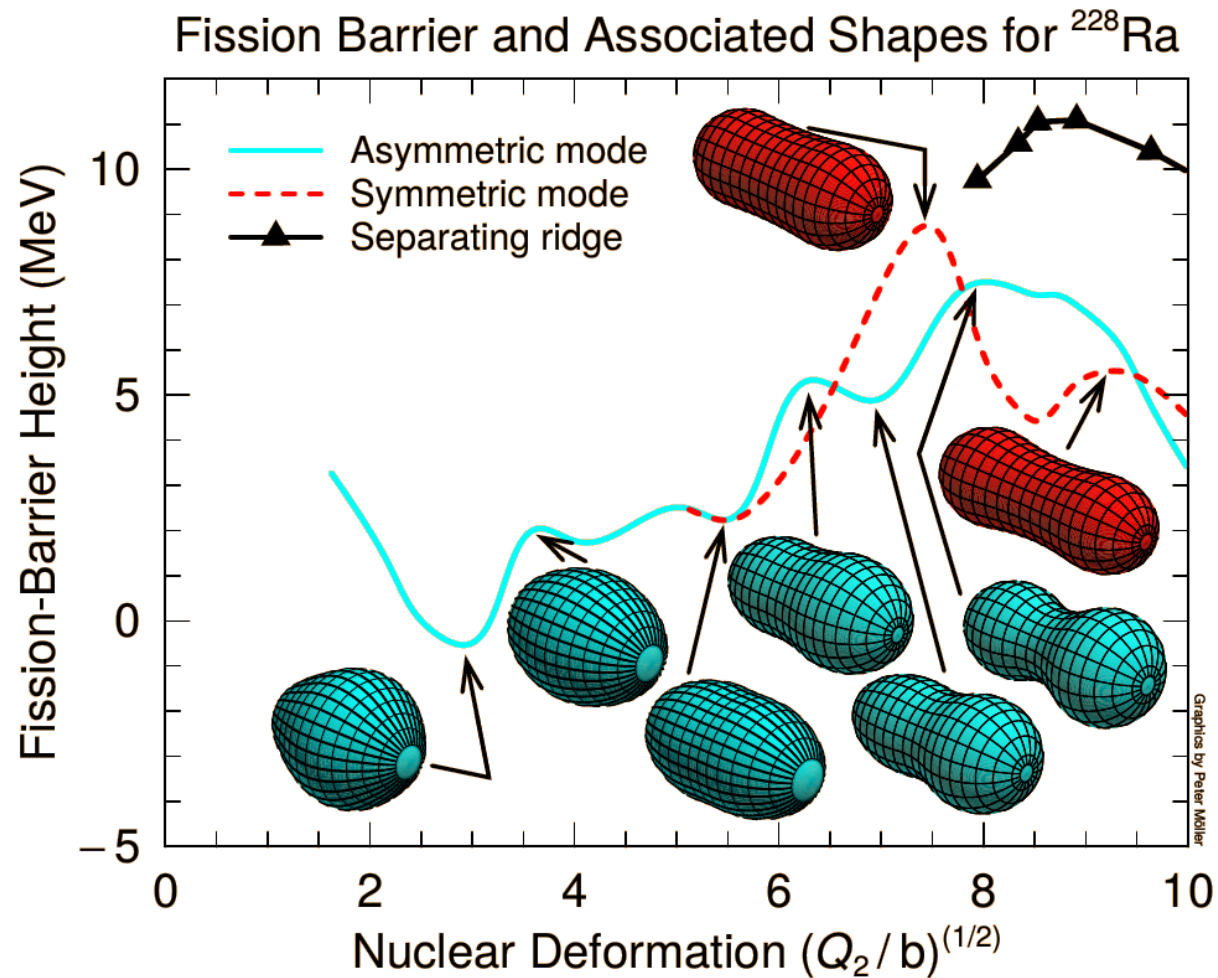 Fission Barrier and Associated Shapes for ²²⁸Ra
Asymmetric mode
Symmetric mode
Separating ridge
Fission-Barrier Height (MeV)
10
5
0
−5
0 2 4 6 8 10
Nuclear Deformation (Q₂ / b)⁽¹/²⁾
Graphics by Peter Möller